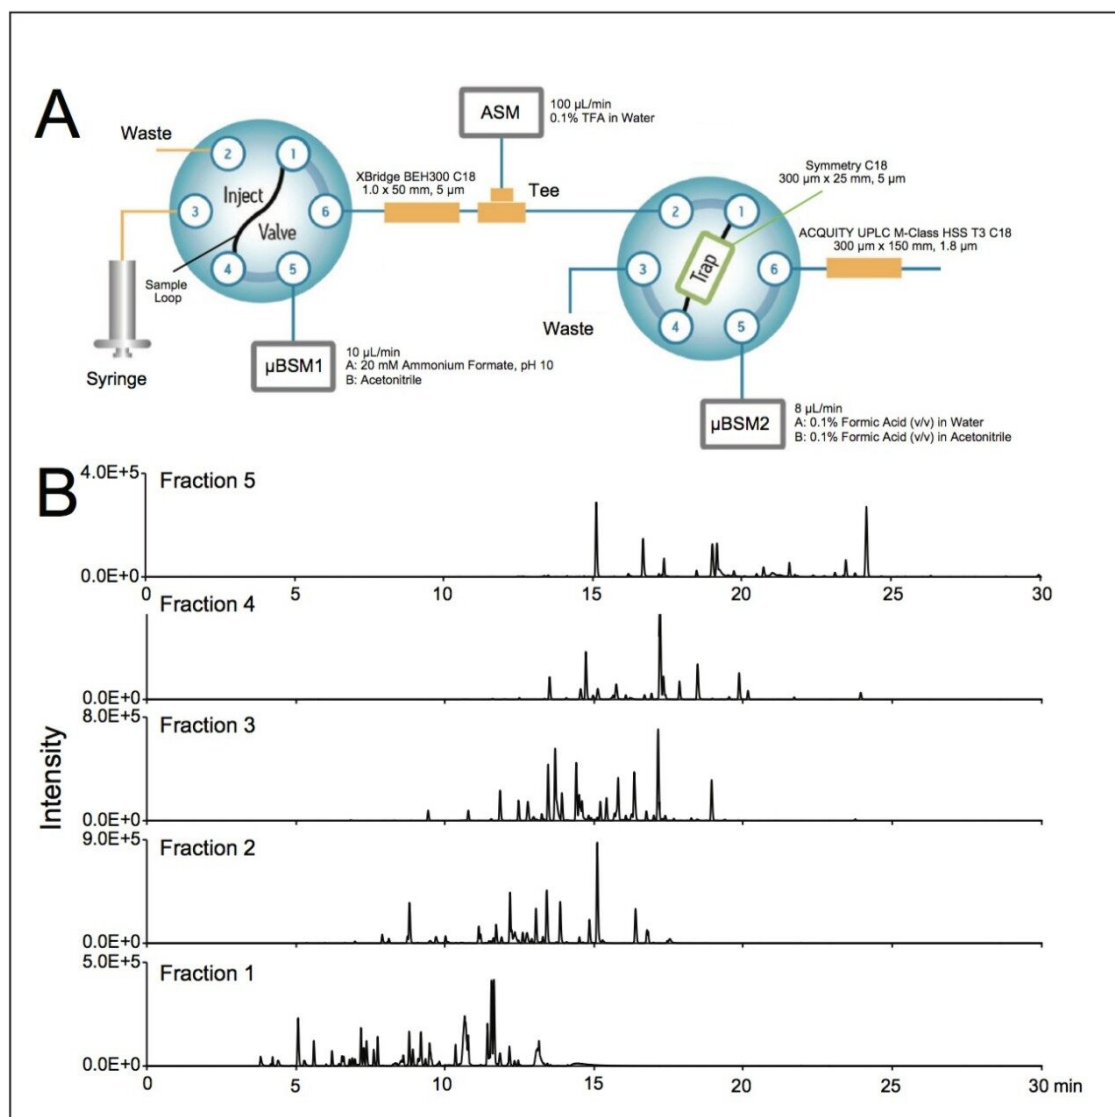 A
Waste
2
1
3
6
Inject
Valve
4
5
Sample
Loop
Syringe
µBSM1
10 µL/min
A: 20 mM Ammonium Formate, pH 10
B: Acetonitrile
XBridge BEH300 C18
1.0 x 50 mm, 5 µm
ASM
100 µL/min
0.1% TFA in Water
Tee
Symmetry C18
300 µm x 25 mm, 5 µm
2
1
3
6
Trap
4
5
ACQUITY UPLC M-Class HSS T3 C18
300 µm x 150 mm, 1.8 µm
Waste
µBSM2
8 µL/min
A: 0.1% Formic Acid (v/v) in Water
B: 0.1% Formic Acid (v/v) in Acetonitrile
B
Intensity
4.0E+5
Fraction 5
0.0E+0
0 5 10 15 20 25 30
Fraction 4
0.0E+0
8.0E+5
Fraction 3
0.0E+0
9.0E+5
Fraction 2
0.0E+0
5.0E+5
Fraction 1
0.0E+0
0 5 10 15 20 25 30 min